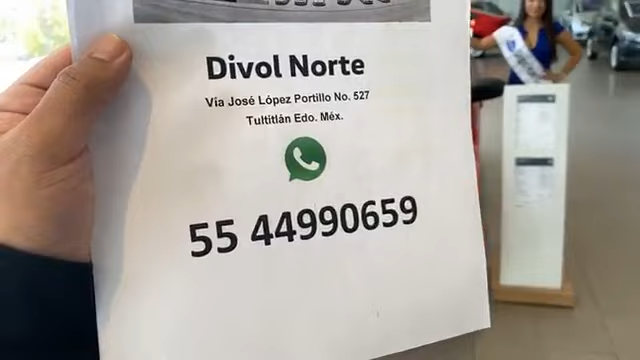 Divol Norte
Vía José López Portillo No. 527
Tultitlán Edo. Méx.
55 44990659